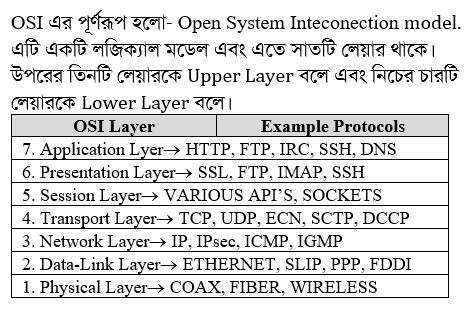 OSI এর পূর্ণরূপ হলো- Open System Inteconection model.
এটি একটি লজিক্যাল মডেল এবং এতে সাতটি লেয়ার থাকে।
উপরের তিনটি লেয়ারকে Upper Layer বলে এবং নিচের চারটি
লেয়ারকে Lower Layer বলে।
OSI Layer Example Protocols
7. Application Lyer→ HTTP, FTP, IRC, SSH, DNS
6. Presentation Layer→ SSL, FTP, IMAP, SSH
5. Session Layer→ VARIOUS API’S, SOCKETS
4. Transport Layer→ TCP, UDP, ECN, SCTP, DCCP
3. Network Layer→ IP, IPsec, ICMP, IGMP
2. Data-Link Layer→ ETHERNET, SLIP, PPP, FDDI
1. Physical Layer→ COAX, FIBER, WIRELESS